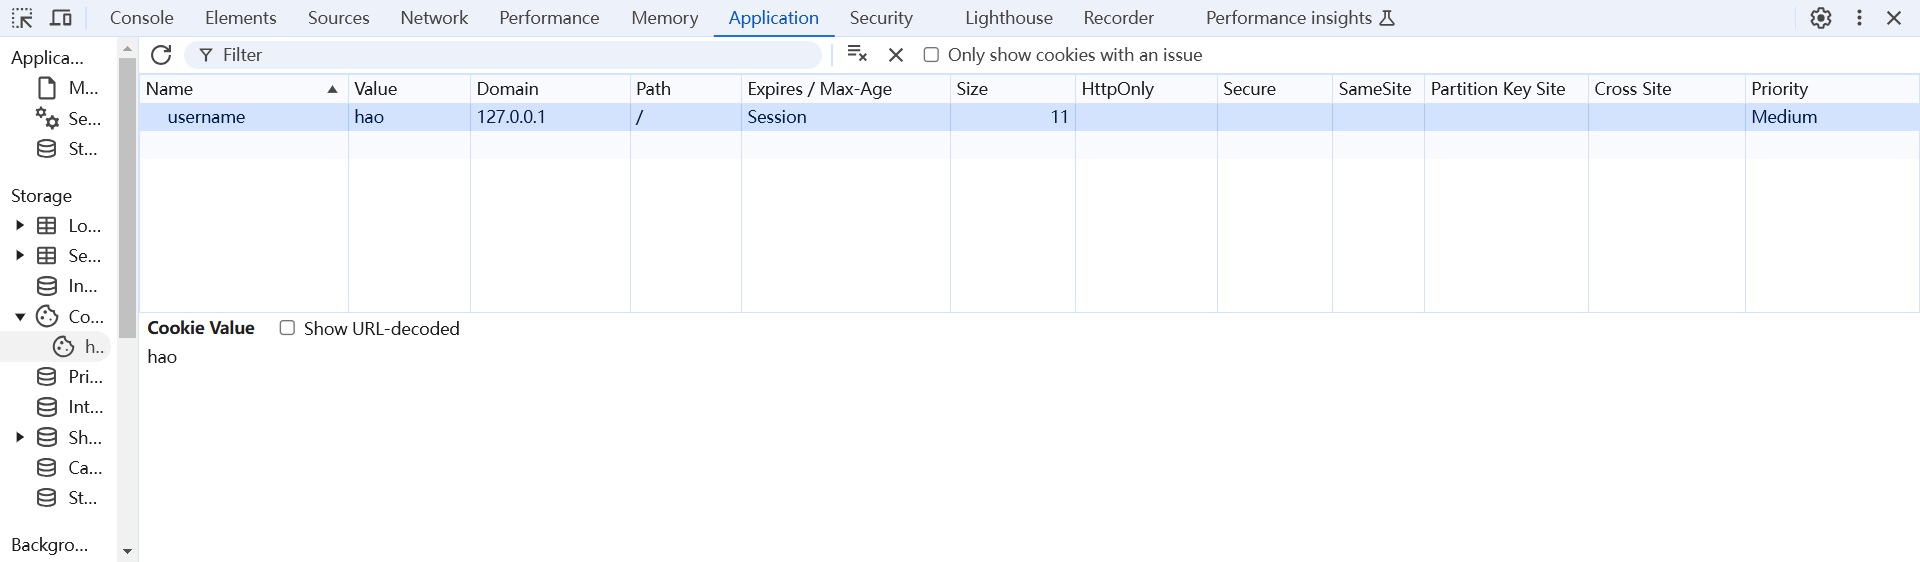 Console Elements Sources Network Performance Memory Application Security Lighthouse Recorder Performance insights
Applica...
M...
Se...
St...
Storage
Lo...
Se...
In...
Co...
h..
Pri...
Int...
Sh...
Ca...
St...
Backgro...
Filter Only show cookies with an issue
Name Value Domain Path Expires / Max-Age Size HttpOnly Secure SameSite Partition Key Site Cross Site Priority
username hao 127.0.0.1 / Session 11 Medium
Cookie Value Show URL-decoded
hao